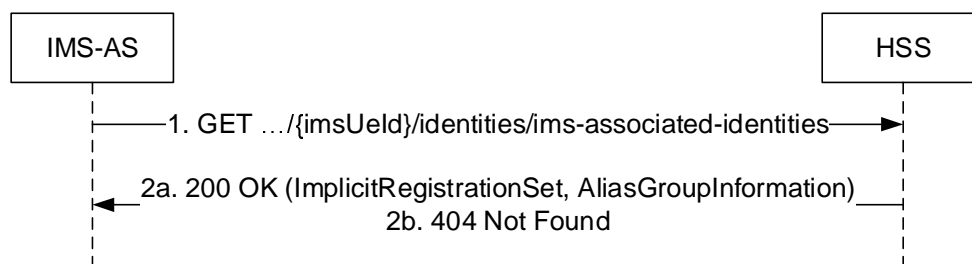 IMS-AS
HSS
1. GET …/{imsUeId}/identities/ims-associated-identities
2a. 200 OK (ImplicitRegistrationSet, AliasGroupInformation)
2b. 404 Not Found